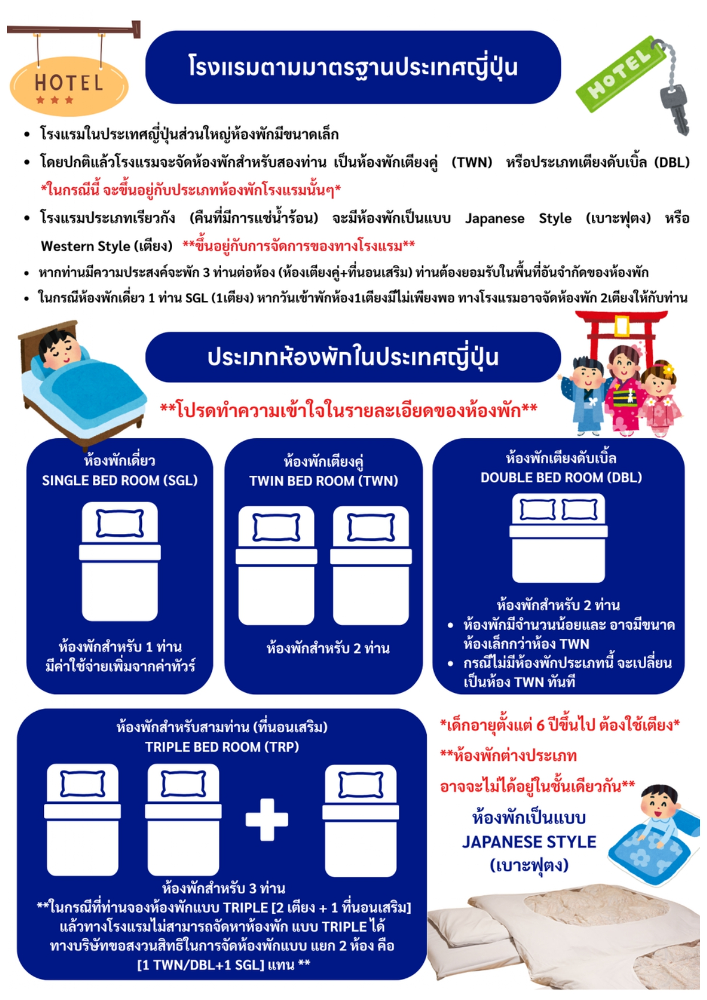 HOTEL
โรงแรมตามมาตรฐานประเทศญี่ปุ่น
HOTEL
• โรงแรมในประเทศญี่ปุ่นส่วนใหญ่ห้องพักมีขนาดเล็ก
• โดยปกติแล้วโรงแรมจะจัดห้องพักสำหรับสองท่าน เป็นห้องพักเตียงคู่ (TWN) หรือประเภทเตียงดับเบิ้ล (DBL)
*ในกรณีนี้ จะขึ้นอยู่กับประเภทห้องพักโรงแรมนั้นๆ*
• โรงแรมประเภทเรียวกัง (คืนที่มีการแช่น้ำร้อน) จะมีห้องพักเป็นแบบ Japanese Style (เบาะฟุตง) หรือ
Western Style (เตียง) **ขึ้นอยู่กับการจัดการของทางโรงแรม**
• หากท่านมีความประสงค์จะพัก 3 ท่านต่อห้อง (ห้องเตียงคู่+ที่นอนเสริม) ท่านต้องยอมรับในพื้นที่อันจำกัดของห้องพัก
• ในกรณีห้องพักเดี่ยว 1 ท่าน SGL (1เตียง) หากวันเข้าพักห้อง1เตียงมีไม่เพียงพอ ทางโรงแรมอาจจัดห้องพัก 2เตียงให้กับท่าน
ประเภทห้องพักในประเทศญี่ปุ่น
**โปรดทำความเข้าใจในรายละเอียดของห้องพัก**
ห้องพักเดี่ยว
SINGLE BED ROOM (SGL)
ห้องพักสำหรับ 1 ท่าน
มีค่าใช้จ่ายเพิ่มจากค่าทัวร์
ห้องพักเตียงคู่
TWIN BED ROOM (TWN)
ห้องพักสำหรับ 2 ท่าน
ห้องพักเตียงดับเบิ้ล
DOUBLE BED ROOM (DBL)
ห้องพักสำหรับ 2 ท่าน
• ห้องพักมีจำนวนน้อยและ อาจมีขนาด
ห้องเล็กกว่าห้อง TWN
• กรณีไม่มีห้องพักประเภทนี้ จะเปลี่ยน
เป็นห้อง TWN ทันที
ห้องพักสำหรับสามท่าน (ที่นอนเสริม)
TRIPLE BED ROOM (TRP)
ห้องพักสำหรับ 3 ท่าน
**ในกรณีที่ท่านจองห้องพักแบบ TRIPLE [2 เตียง + 1 ที่นอนเสริม]
แล้วทางโรงแรมไม่สามารถจัดหาห้องพัก แบบ TRIPLE ได้
ทางบริษัทขอสงวนสิทธิในการจัดห้องพักแบบ แยก 2 ห้อง คือ
[1 TWN/DBL+1 SGL] แทน **
*เด็กอายุตั้งแต่ 6 ปีขึ้นไป ต้องใช้เตียง*
**ห้องพักต่างประเภท
อาจจะไม่ได้อยู่ในชั้นเดียวกัน**
ห้องพักเป็นแบบ
JAPANESE STYLE
(เบาะฟุตง)